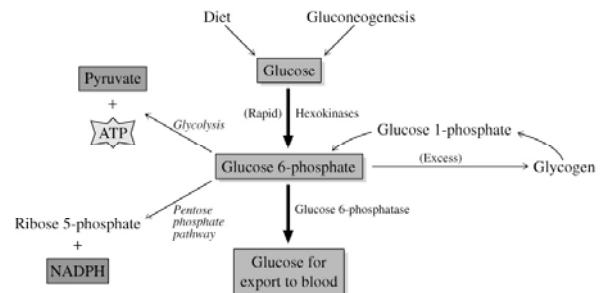 Diet
Gluconeogenesis
Glucose
Pyruvate
+
ATP
Glycolysis
(Rapid)
Hexokinases
Glucose 1-phosphate
Glucose 6-phosphate
(Excess)
Glycogen
Ribose 5-phosphate
+
NADPH
Pentose
phosphate
pathway
Glucose 6-phosphatase
Glucose for
export to blood